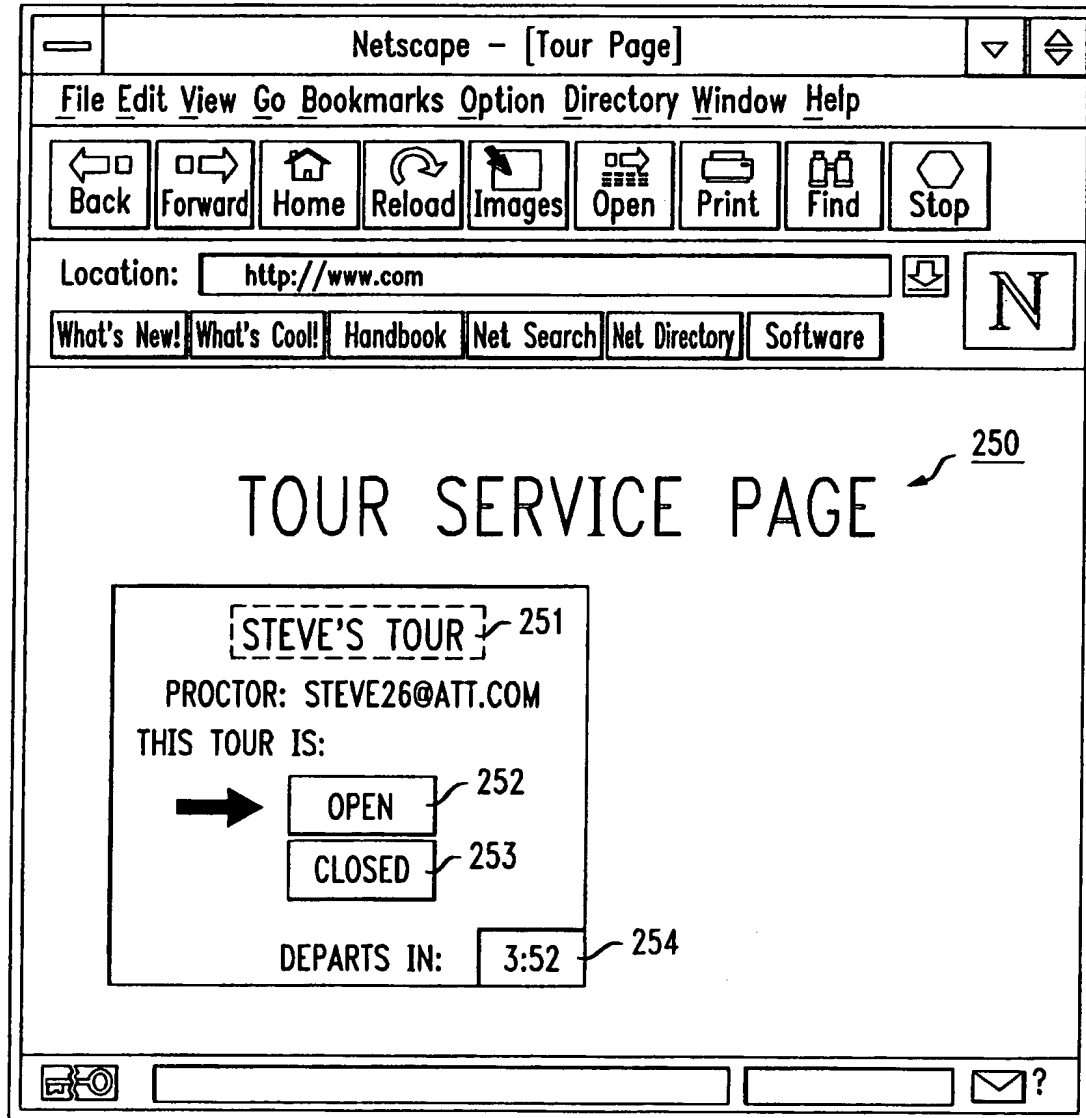 Netscape – [Tour Page]
File Edit View Go Bookmarks Option Directory Window Help
Back Forward Home Reload Images Open Print Find Stop
Location: http://www.com
N
What's New! What's Cool! Handbook Net Search Net Directory Software
250
TOUR SERVICE PAGE
STEVE'S TOUR 251
PROCTOR: STEVE26@ATT.COM
THIS TOUR IS:
OPEN 252
CLOSED 253
DEPARTS IN: 3:52 254
?